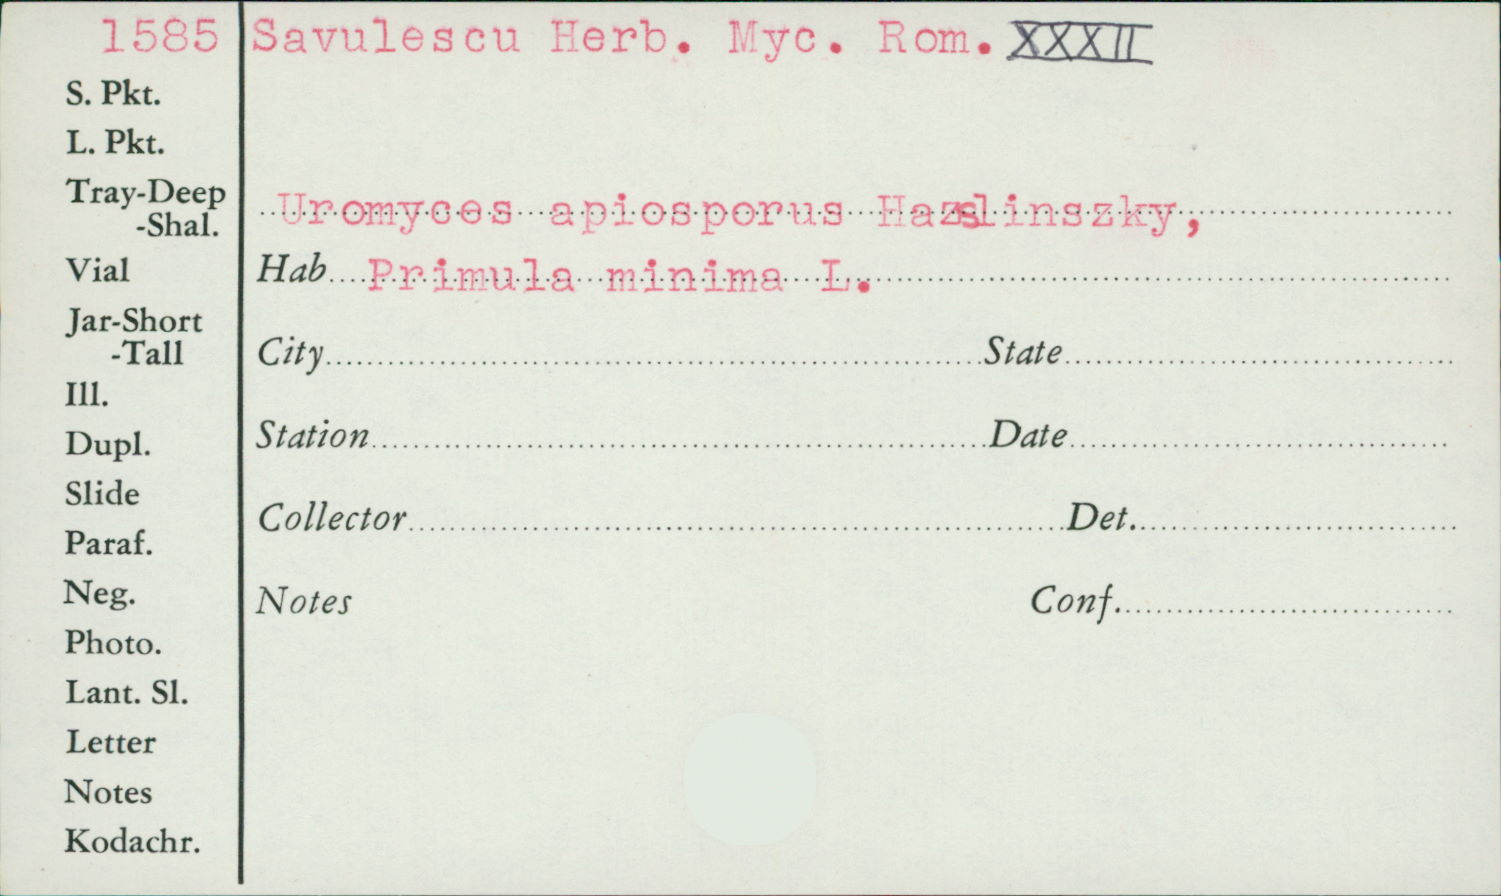 1585 Savulescu Herb. Myc. Rom. XXXII
S. Pkt.
L. Pkt.
Tray-Deep
-Shal.
Vial
Jar-Short
-Tall
Ill.
Dupl.
Slide
Paraf.
Neg.
Photo.
Lant. Sl.
Letter
Notes
Kodachr.
Uromyces apiosporus Hazslinszky,
Hab Primula minima L.
City State
Station Date
Collector Det.
Notes Conf.